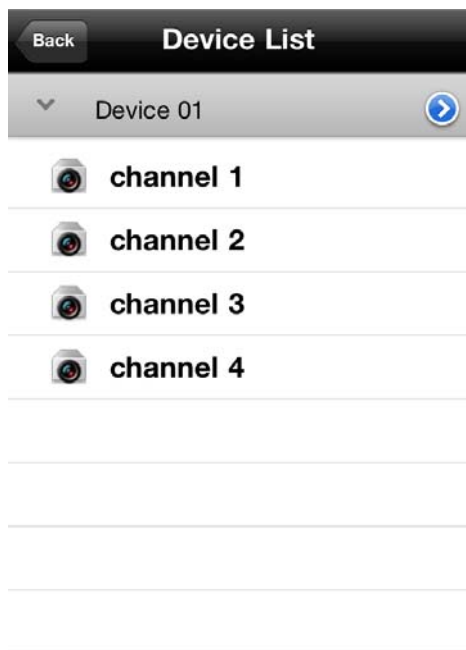 Back
Device List
Device 01
channel 1
channel 2
channel 3
channel 4